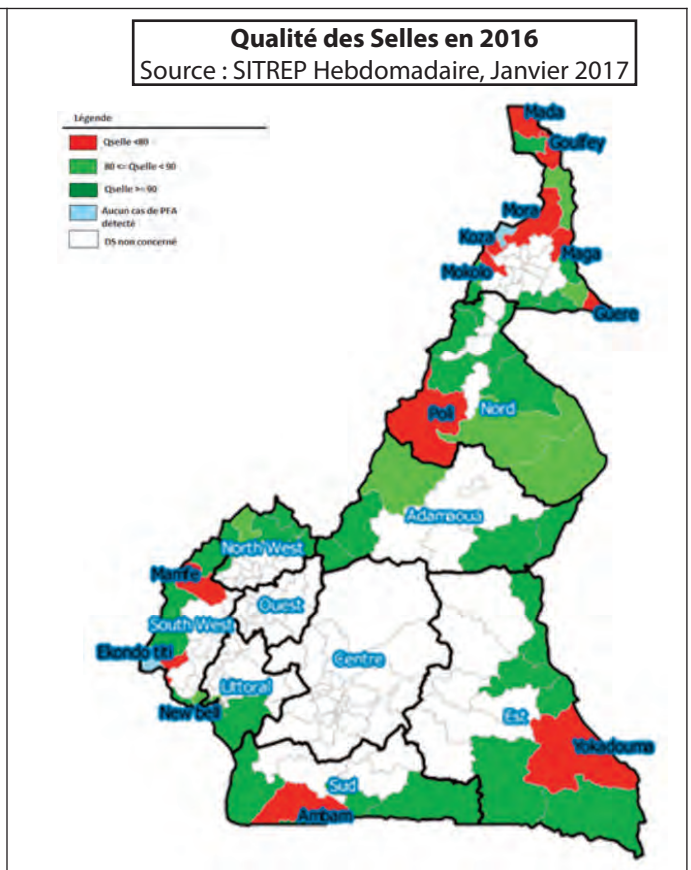 Qualité des Selles en 2016
Source : SITREP Hebdomadaire, Janvier 2017
Légende
Qselle <80
80 <= Qselle < 90
Qselle >= 90
Aucun cas de PFA
détecté
DS non concerné
Mada
Goulfey
Mora
Koza
Maga
Mokolo
Guere
Poli
Nord
Adamaoua
North West
Mamfe
Ouest
South West
Ekondo titi
Centre
Littoral
New bell
Est
Yokadouma
Sud
Ambam